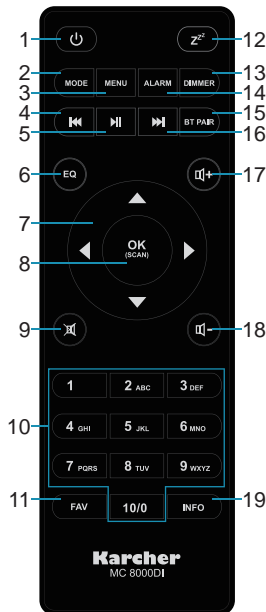 1 12
zzz
2 MODE MENU ALARM DIMMER 13
3 14
4 BT PAIR 15
5 16
6 EQ + 17
7
OK
(SCAN)
8
9 - 18
1 2 ABC 3 DEF
10 4 GHI 5 JKL 6 MNO
7 PQRS 8 TUV 9 WXYZ
11 FAV 10/0 INFO 19
Karcher
MC 8000DI